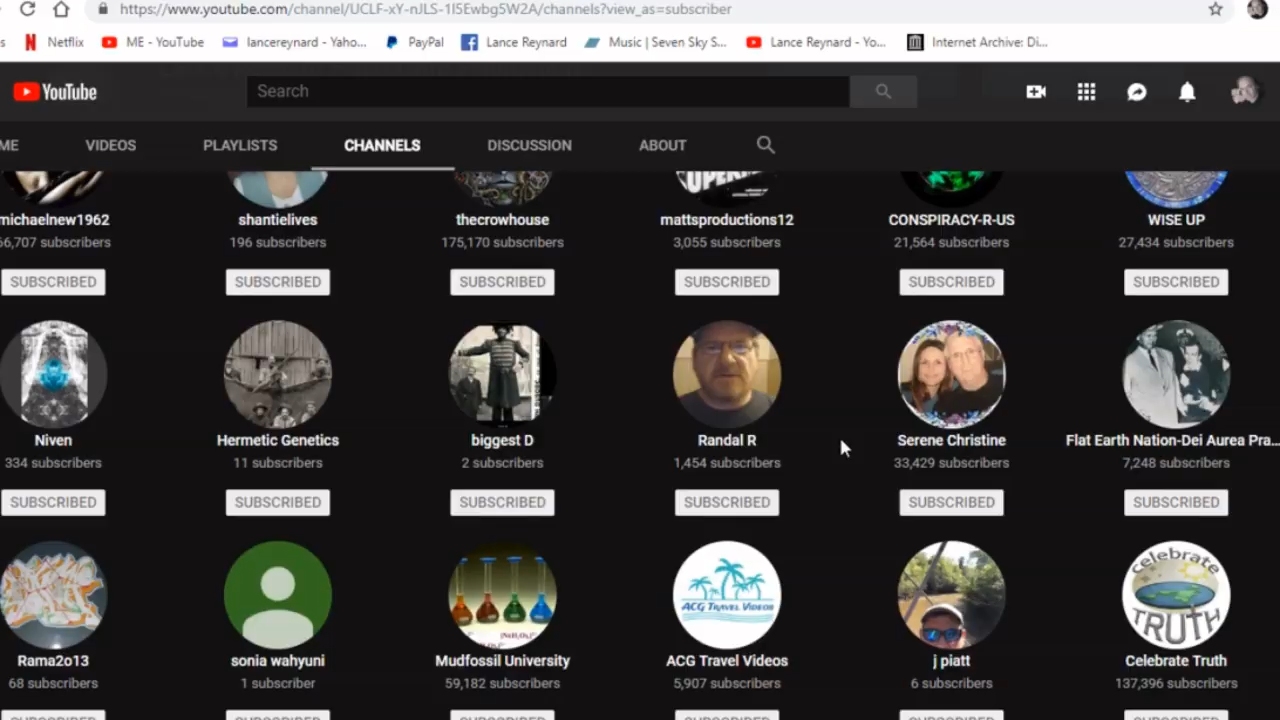 https://www.youtube.com/channel/UCLF-xY-nJLS-1I5Ewbg5W2A/channels?view_as=subscriber
s Netflix ME - YouTube lancereynard - Yaho... PayPal Lance Reynard Music | Seven Sky S... Lance Reynard - Yo... Internet Archive: Di...
YouTube Search
ME VIDEOS PLAYLISTS CHANNELS DISCUSSION ABOUT
michaelnew1962 shantielives thecrowhouse mattsproductions12 CONSPIRACY-R-US WISE UP
66,707 subscribers 196 subscribers 175,170 subscribers 3,055 subscribers 21,564 subscribers 27,434 subscribers
SUBSCRIBED SUBSCRIBED SUBSCRIBED SUBSCRIBED SUBSCRIBED SUBSCRIBED
Niven Hermetic Genetics biggest D Randal R Serene Christine Flat Earth Nation-Dei Aurea Pra...
334 subscribers 11 subscribers 2 subscribers 1,454 subscribers 33,429 subscribers 7,248 subscribers
SUBSCRIBED SUBSCRIBED SUBSCRIBED SUBSCRIBED SUBSCRIBED SUBSCRIBED
ACG TRAVEL VIDEOS celebrate TRUTH
Rama2o13 sonia wahyuni Mudfossil University ACG Travel Videos j piatt Celebrate Truth
68 subscribers 1 subscriber 59,182 subscribers 5,907 subscribers 6 subscribers 137,396 subscribers